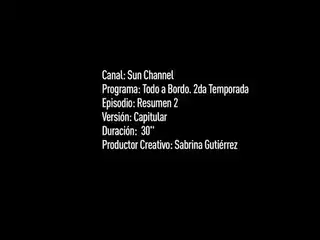 Canal: Sun Channel
Programa: Todo a Bordo. 2da Temporada
Episodio: Resumen 2
Versión: Capitular
Duración:  30"
Productor Creativo: Sabrina Gutiérrez